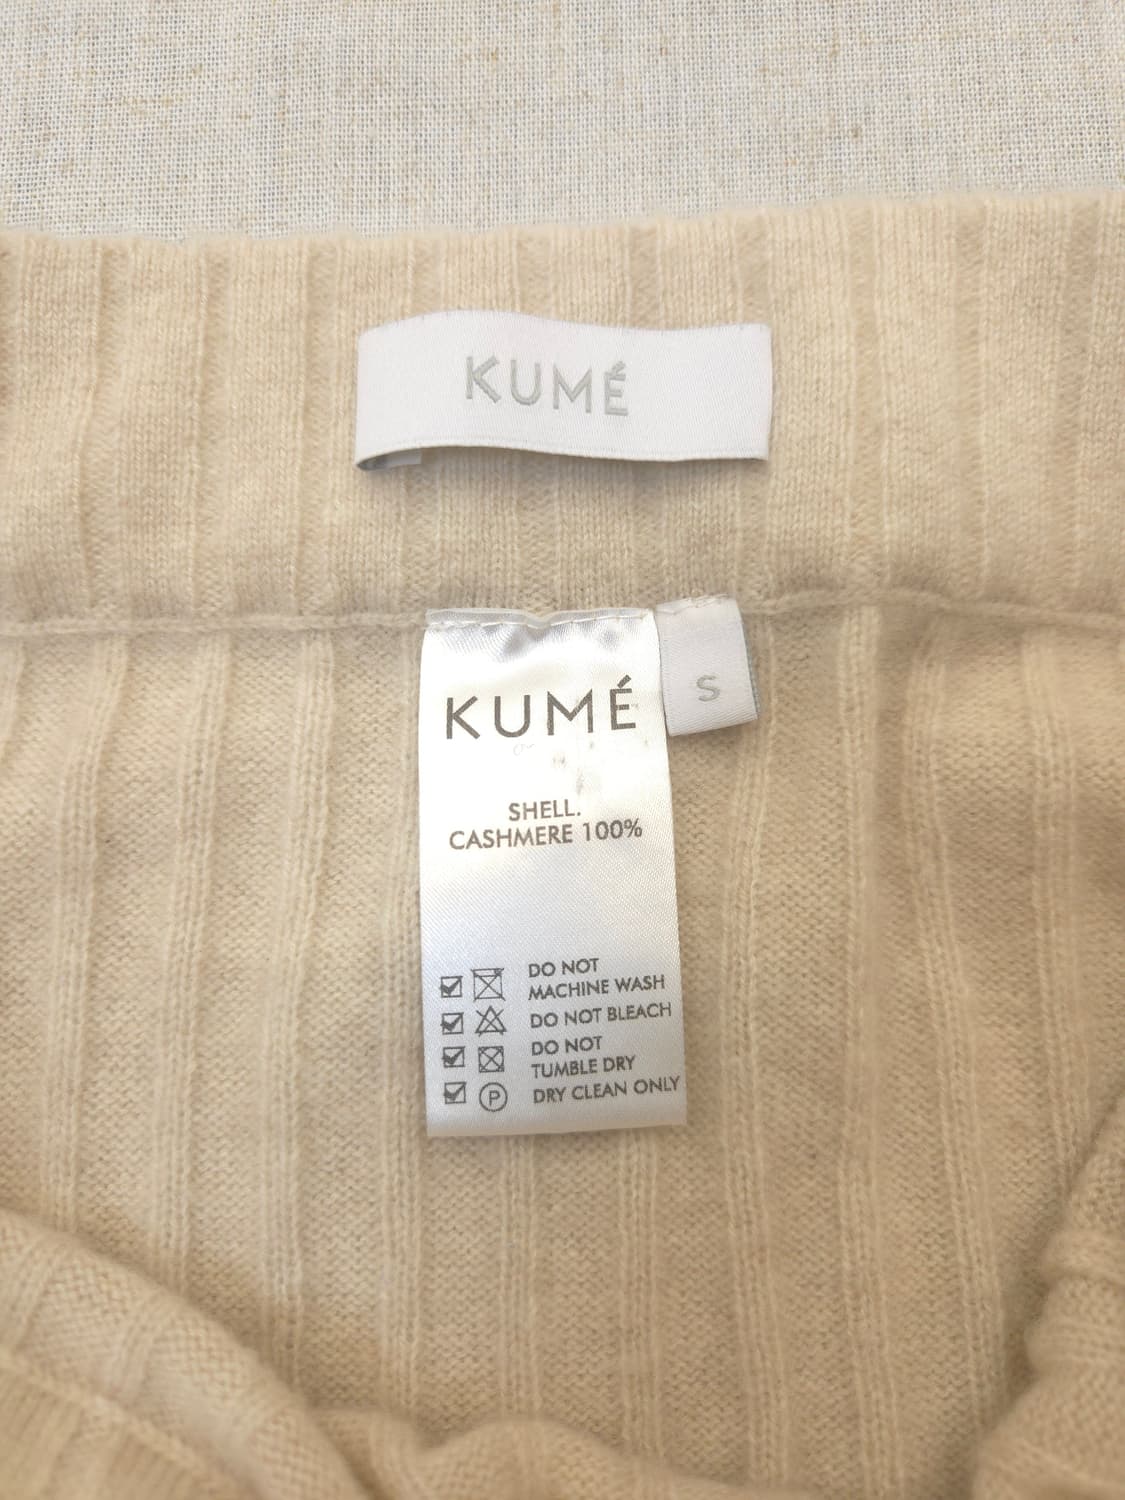 KUMÉ
S
KUMÉ
SHELL.
CASHMERE 100%
DO NOT
MACHINE WASH
DO NOT BLEACH
DO NOT
TUMBLE DRY
P DRY CLEAN ONLY